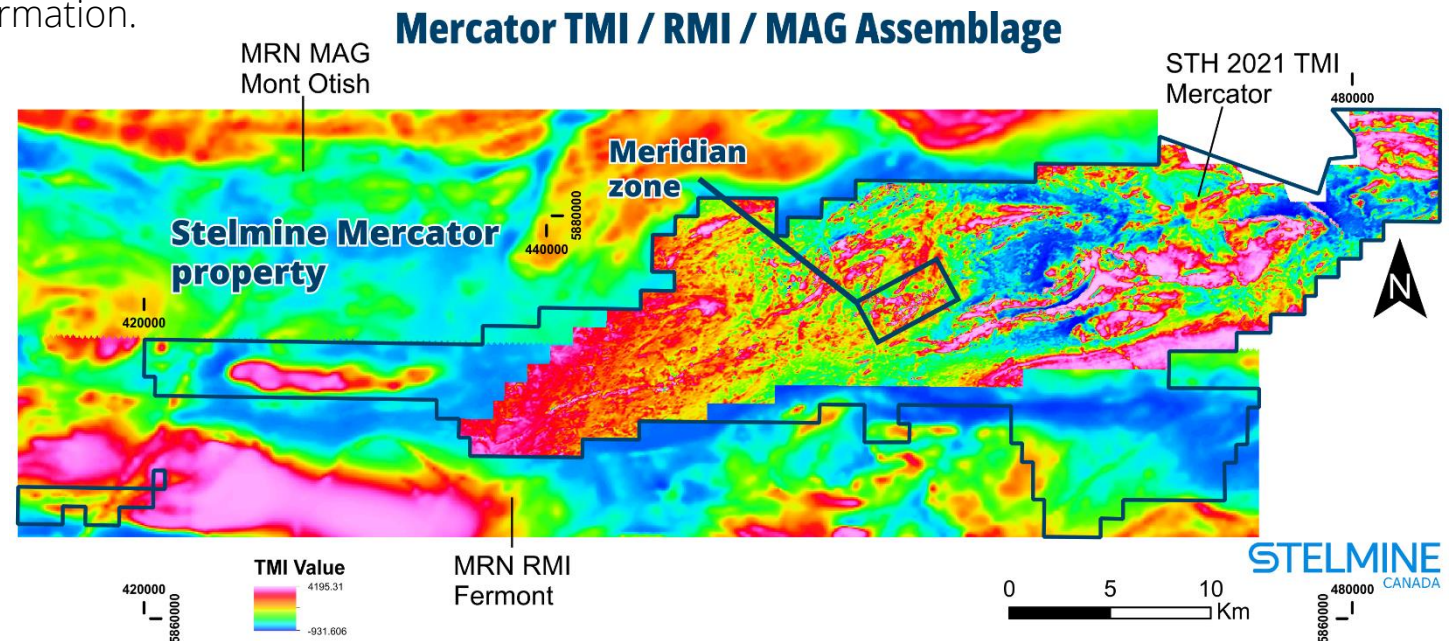 rmation.
Mercator TMI / RMI / MAG Assemblage
MRN MAG
Mont Otish
STH 2021 TMI
Mercator
480000
Meridian
zone
Stelmine Mercator
property
5880000
440000
420000
N
MRN RMI
Fermont
TMI Value
4195.31
-931.606
0 5 10
Km
STELMINE
CANADA
420000
5860000
480000
5860000